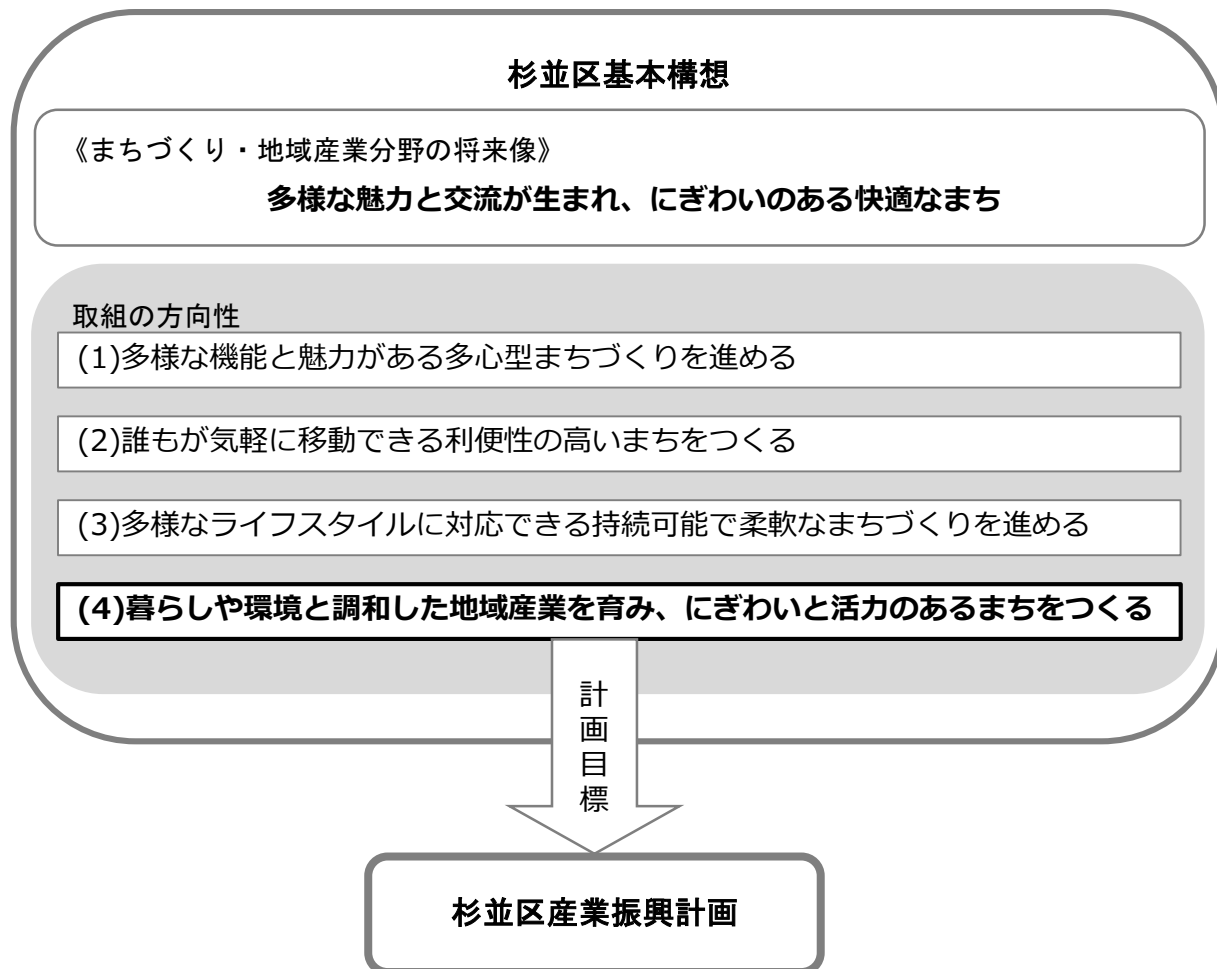 杉並区基本構想
《まちづくり・地域産業分野の将来像》
多様な魅力と交流が生まれ、にぎわいのある快適なまち
取組の方向性
(1)多様な機能と魅力がある多心型まちづくりを進める
(2)誰もが気軽に移動できる利便性の高いまちをつくる
(3)多様なライフスタイルに対応できる持続可能で柔軟なまちづくりを進める
(4)暮らしや環境と調和した地域産業を育み、にぎわいと活力のあるまちをつくる
計画目標
杉並区産業振興計画